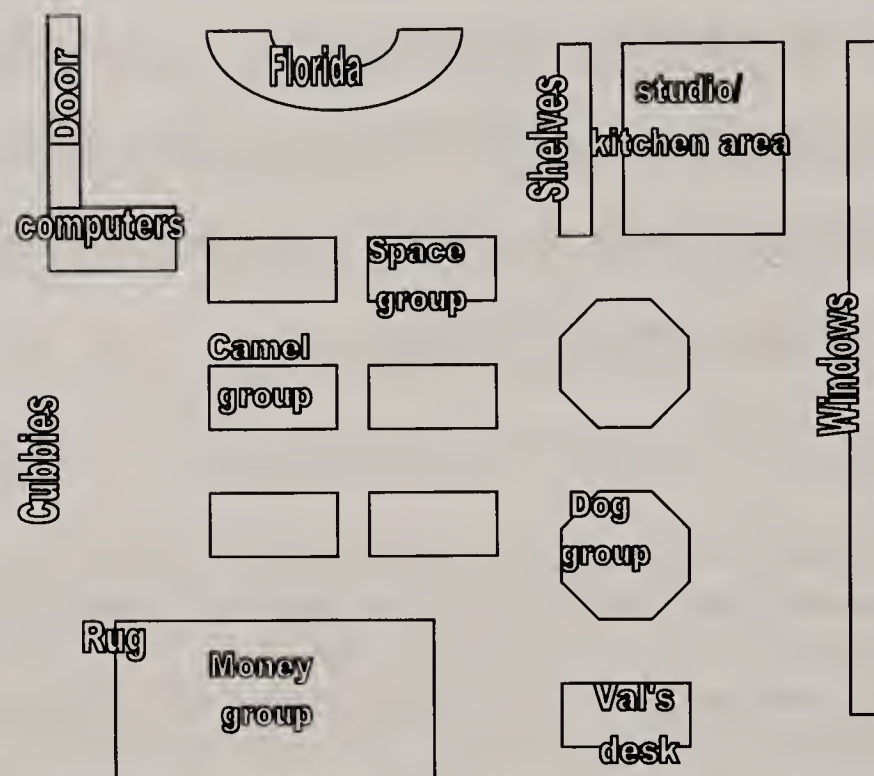 Door
Florida
Shelves
studio/
kitchen area
computers
Space
group
Camel
group
Windows
Cubbies
Dog
group
Rug
Money
group
Val's
desk